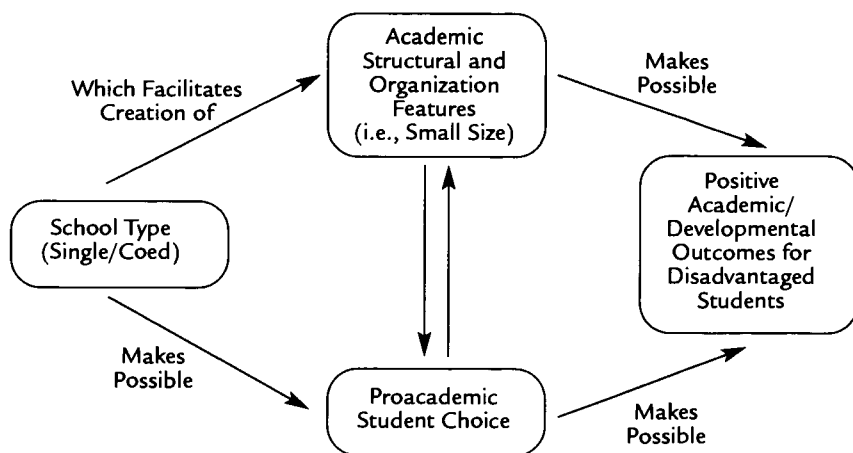 Academic
Structural and
Organization
Features
(i.e., Small Size)
Makes
Possible
Which Facilitates
Creation of
School Type
(Single/Coed)
Positive
Academic/
Developmental
Outcomes for
Disadvantaged
Students
Makes
Possible
Proacademic
Student Choice
Makes
Possible